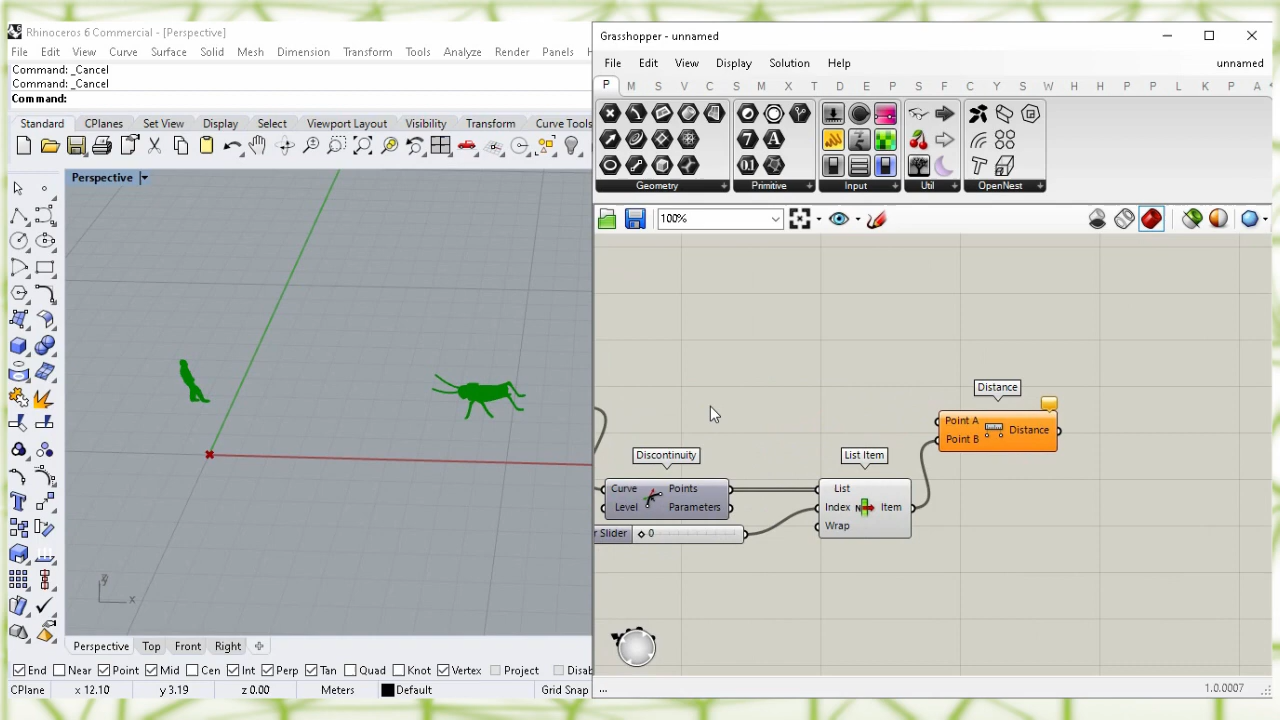 Rhinoceros 6 Commercial - [Perspective]
File Edit View Curve Surface Solid Mesh Dimension Transform Tools Analyze Render Panels
Command: _Cancel
Command: _Cancel
Command:
Standard CPlanes Set View Display Select Viewport Layout Visibility Transform Curve Tools
Perspective
y
x
Perspective Top Front Right
End Near Point Mid Cen Int Perp Tan Quad Knot Vertex Project Disab
CPlane x 12.10 y 3.19 z 0.00 Meters Default Grid Snap
Grasshopper - unnamed
File Edit View Display Solution Help unnamed
P M S V C S M X T D E P S F C Y S W H H P P L K P A
Geometry Primitive Input Util OpenNest
100%
Distance
Point A
Point B
Distance
Discontinuity
Curve Points
Level Parameters
r Slider 0
List Item
List
Index Item
Wrap
... 1.0.0007